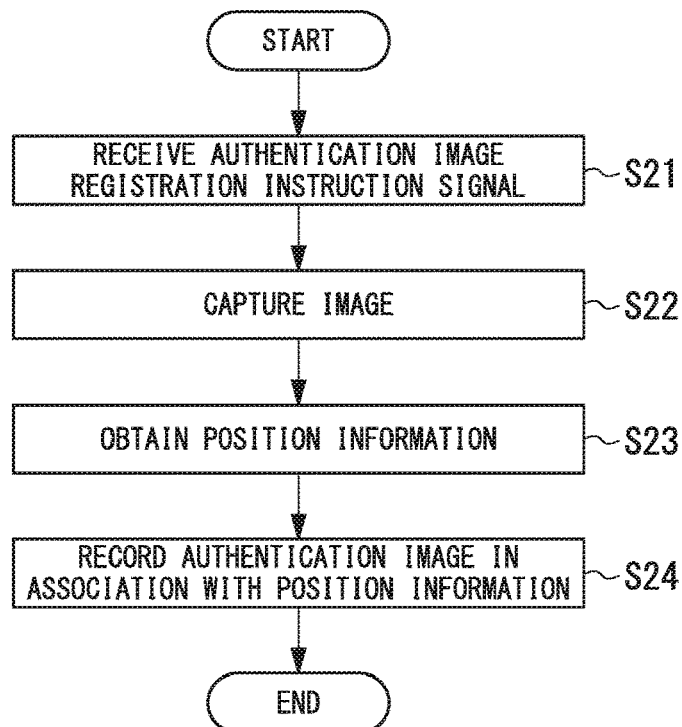 START
RECEIVE AUTHENTICATION IMAGE
REGISTRATION INSTRUCTION SIGNAL
S21
CAPTURE IMAGE
S22
OBTAIN POSITION INFORMATION
S23
RECORD AUTHENTICATION IMAGE IN
ASSOCIATION WITH POSITION INFORMATION
S24
END